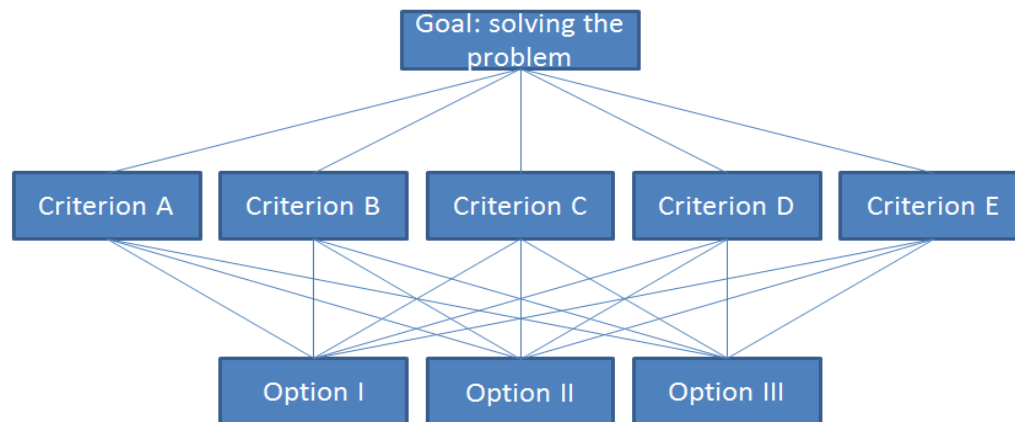 Goal: solving the
problem
Criterion A
Criterion B
Criterion C
Criterion D
Criterion E
Option I
Option II
Option III